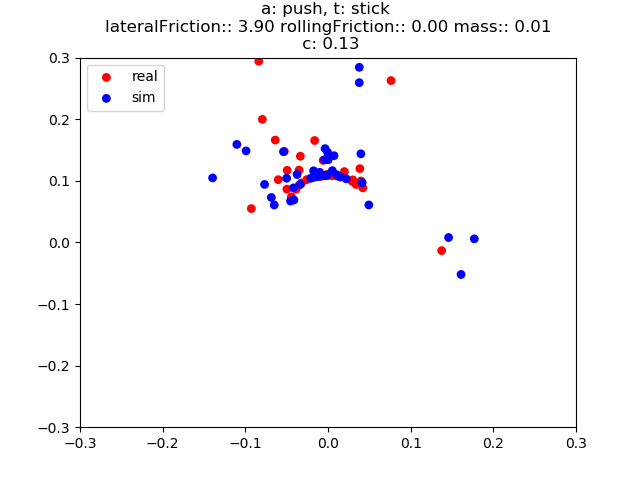 a: push, t: stick
lateralFriction:: 3.90 rollingFriction:: 0.00 mass:: 0.01
c: 0.13
real
sim
0.3
0.2
0.1
0.0
−0.1
−0.2
−0.3
−0.3
−0.2
−0.1
0.0
0.1
0.2
0.3